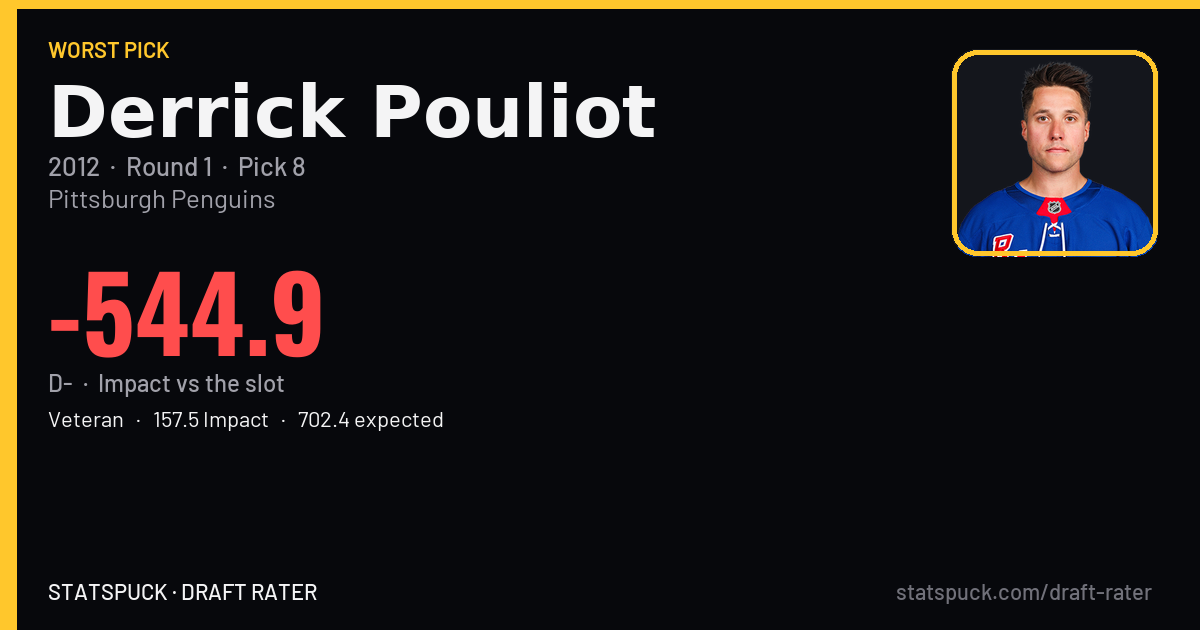 WORST PICK
Derrick Pouliot
2012 · Round 1 · Pick 8
Pittsburgh Penguins
-544.9
D- · Impact vs the slot
Veteran · 157.5 Impact · 702.4 expected
STATSPUCK · DRAFT RATER
statspuck.com/draft-rater